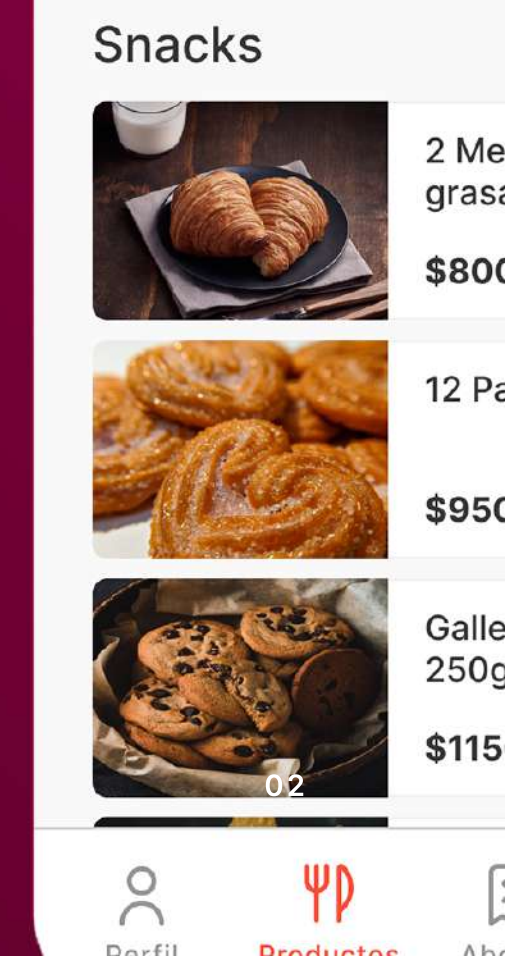 Snacks
2 Me
grasa
$800
12 Pa
$950
Galle
250g
$115
02
Perfil
Productos
Abo